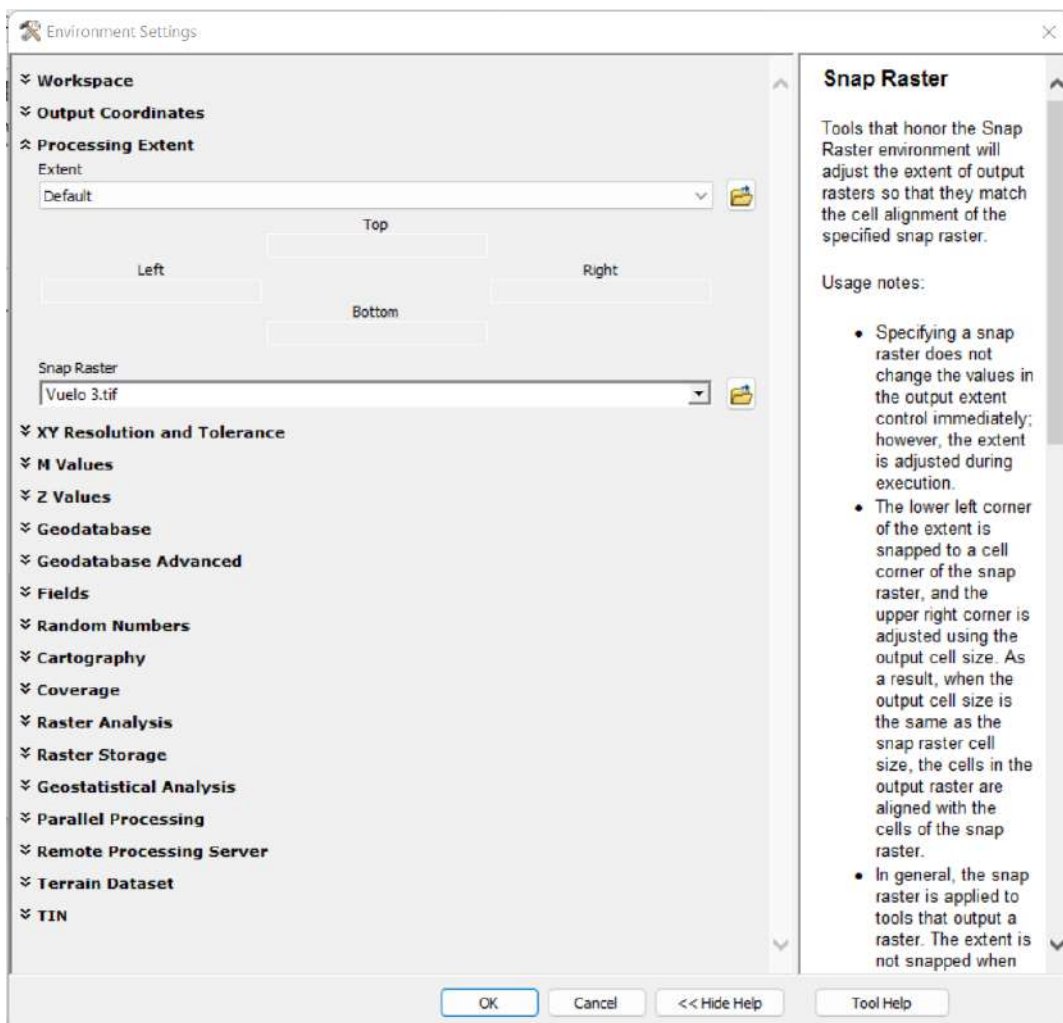 Environment Settings
Workspace
Output Coordinates
Processing Extent
Extent
Default
Top
Left
Right
Bottom
Snap Raster
Vuelo 3.tif
XY Resolution and Tolerance
M Values
Z Values
Geodatabase
Geodatabase Advanced
Fields
Random Numbers
Cartography
Coverage
Raster Analysis
Raster Storage
Geostatistical Analysis
Parallel Processing
Remote Processing Server
Terrain Dataset
TIN
Snap Raster
Tools that honor the Snap
Raster environment will
adjust the extent of output
rasters so that they match
the cell alignment of the
specified snap raster.
Usage notes:
• Specifying a snap
raster does not
change the values in
the output extent
control immediately;
however, the extent
is adjusted during
execution.
• The lower left corner
of the extent is
snapped to a cell
corner of the snap
raster, and the
upper right corner is
adjusted using the
output cell size. As
a result, when the
output cell size is
the same as the
snap raster cell
size, the cells in the
output raster are
aligned with the
cells of the snap
raster.
• In general, the snap
raster is applied to
tools that output a
raster. The extent is
not snapped when
OK
Cancel
<< Hide Help
Tool Help